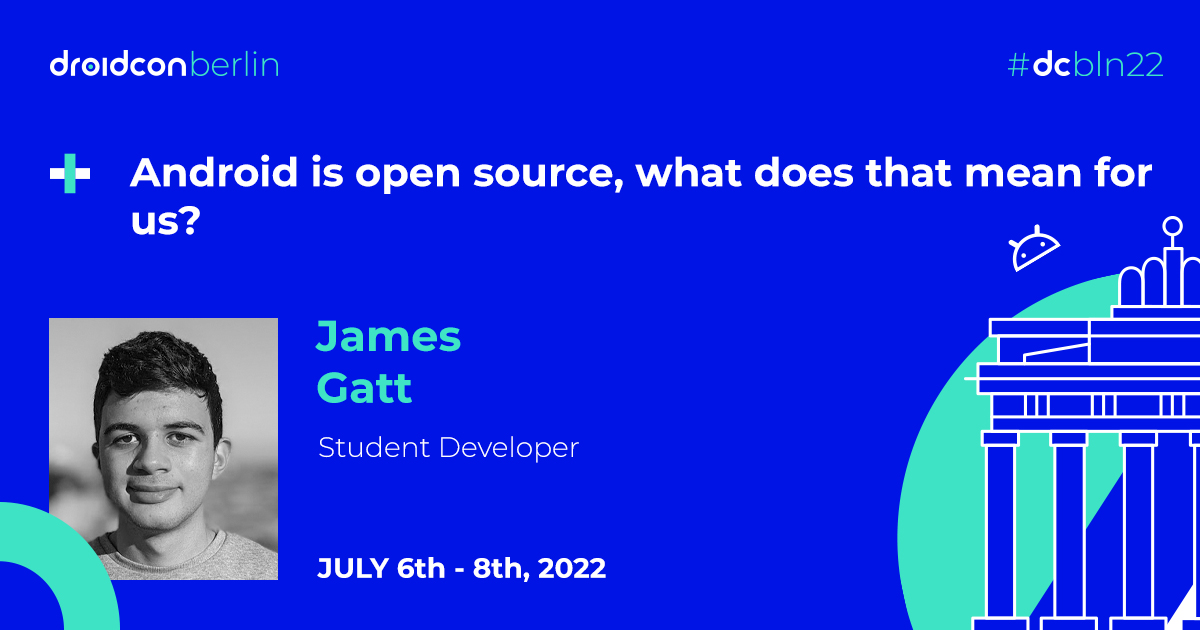 droidconberlin
#dcbln22
Android is open source, what does that mean for
us?
James
Gatt
Student Developer
JULY 6th - 8th, 2022